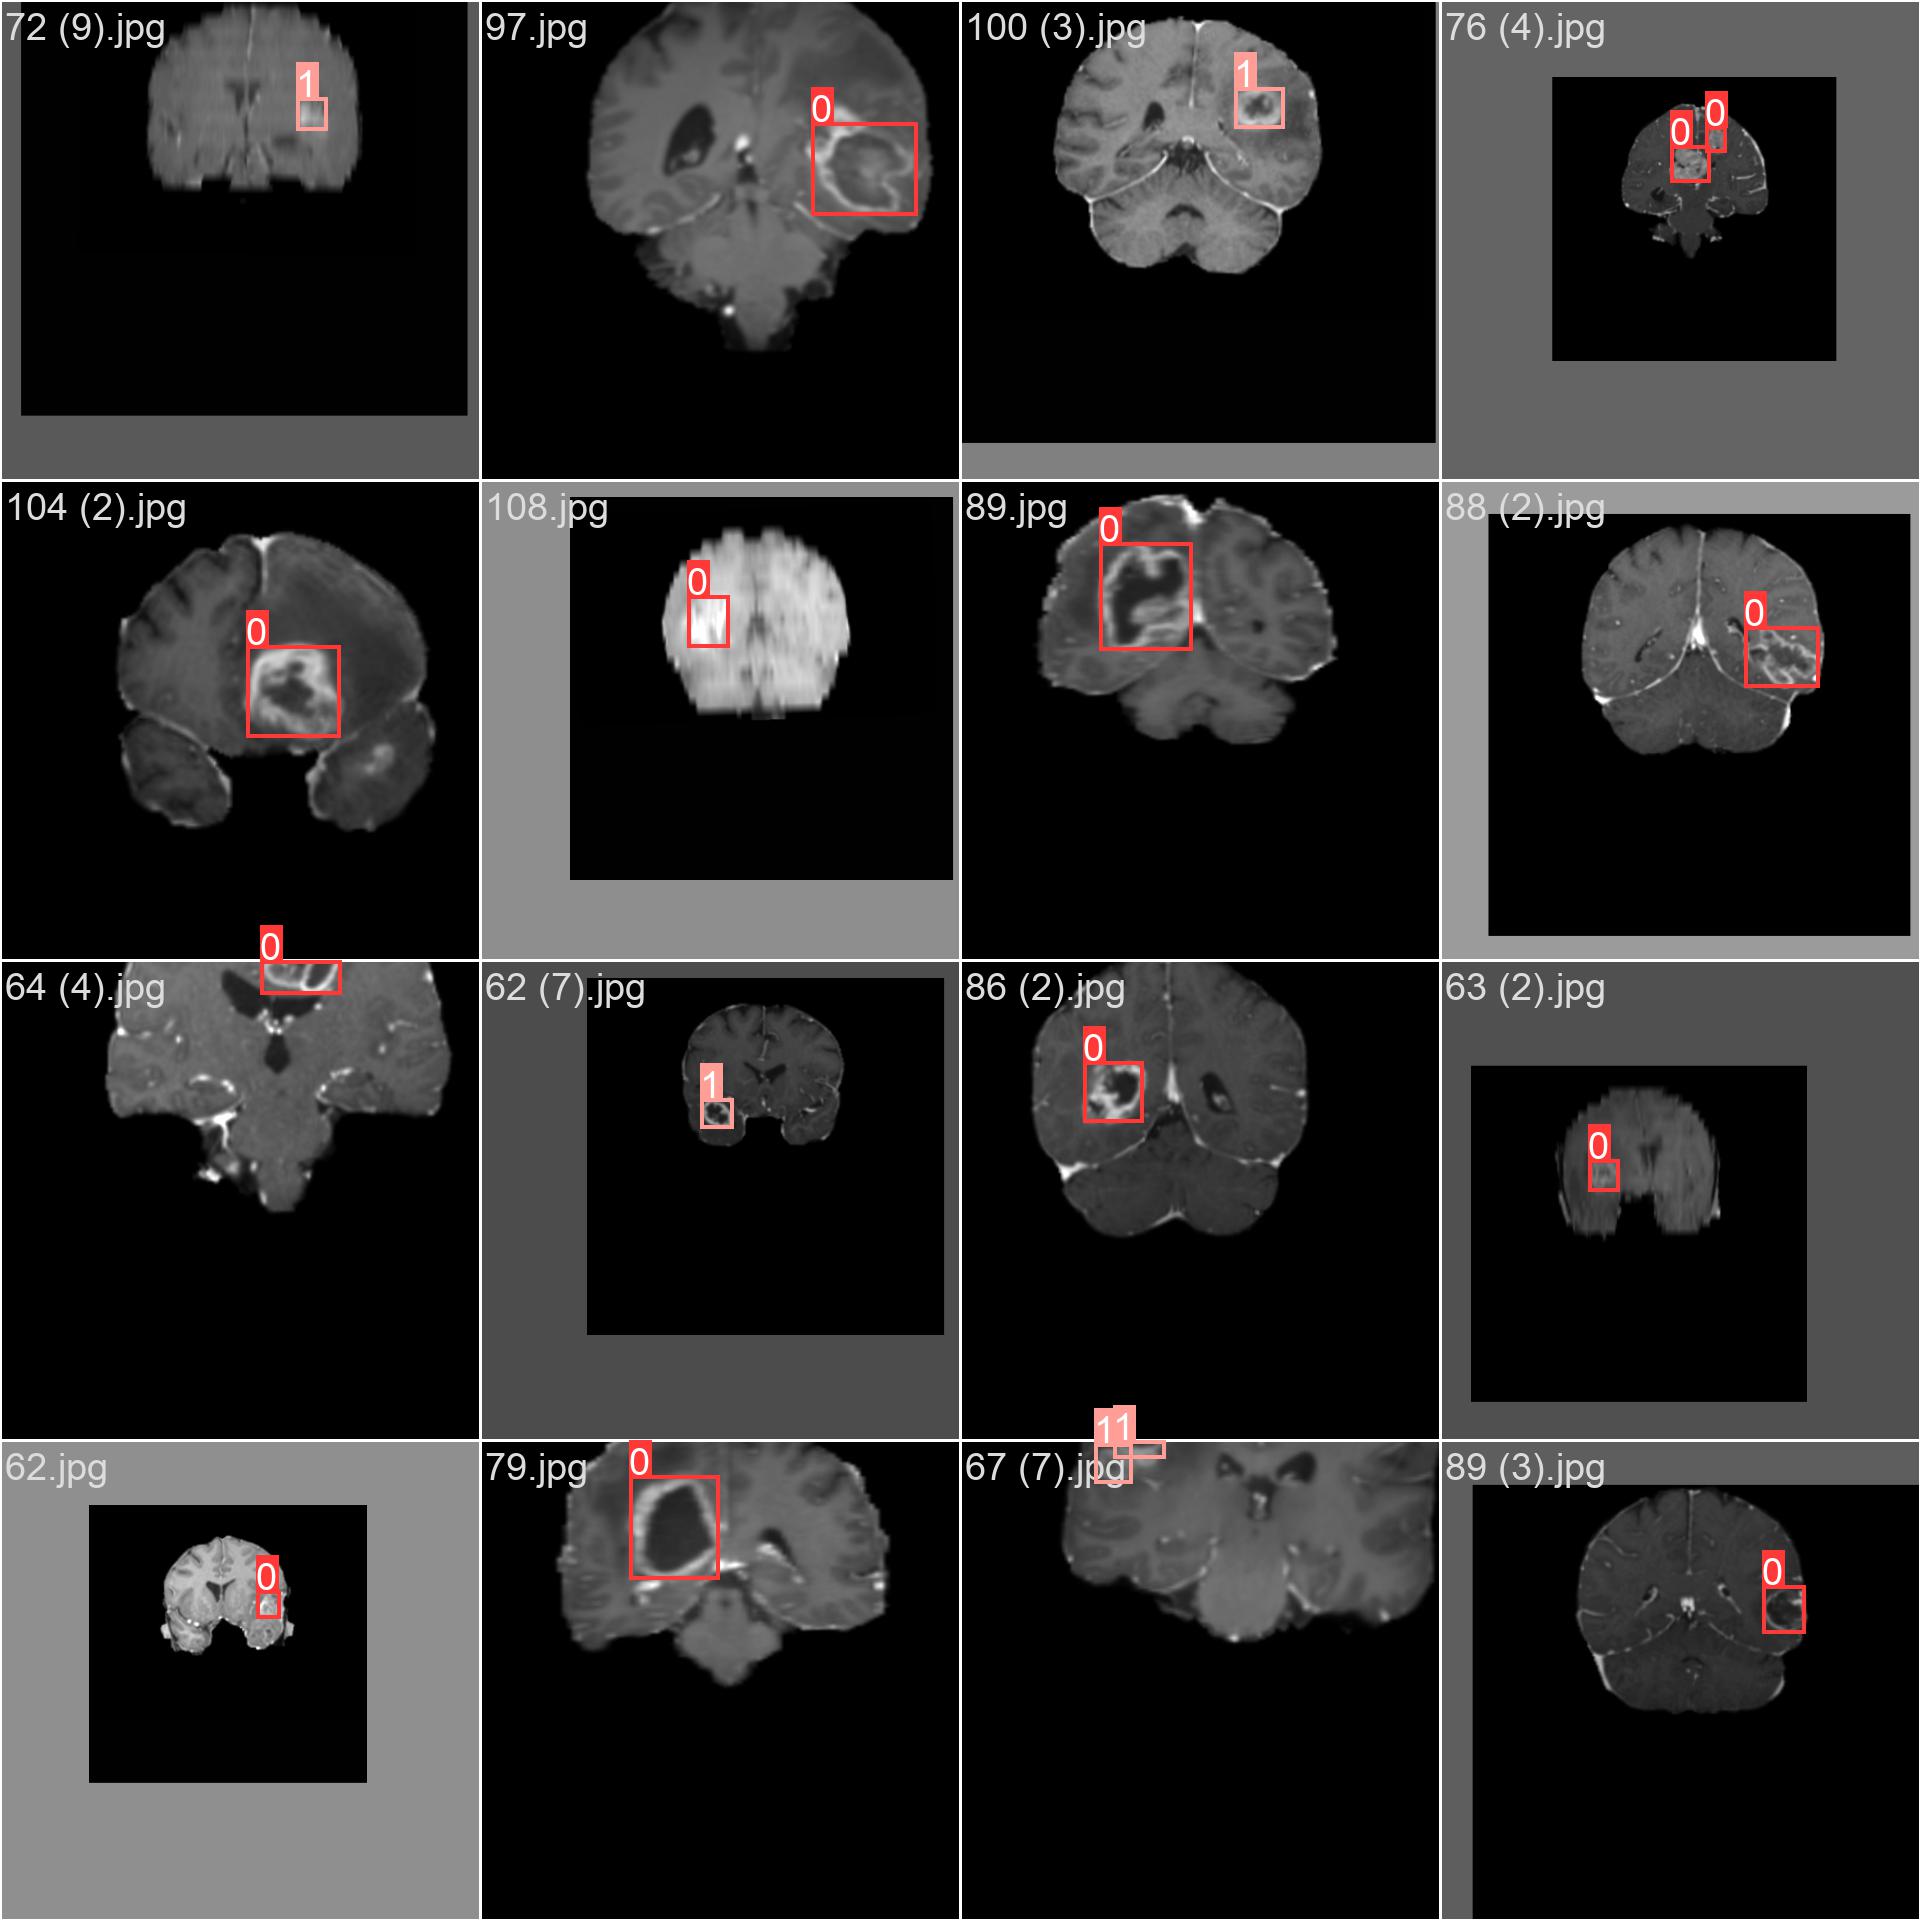 72 (9).jpg
97.jpg
100 (3).jpg
76 (4).jpg
1
0
1
0
0
104 (2).jpg
108.jpg
89.jpg
88 (2).jpg
0
0
0
0
64 (4).jpg
62 (7).jpg
86 (2).jpg
63 (2).jpg
0
1
0
0
62.jpg
79.jpg
67 (7).jpg
89 (3).jpg
0
0
1
1
0